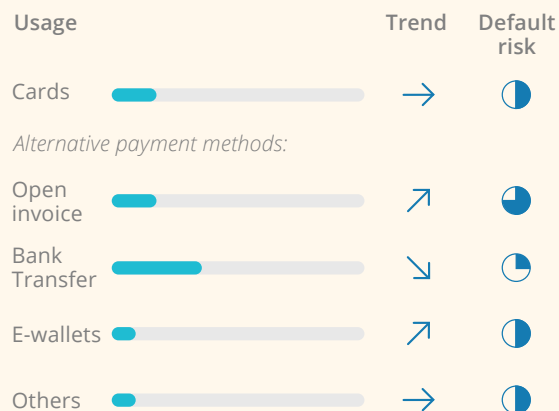 Usage Trend Default
risk
Cards
Alternative payment methods:
Open
invoice
Bank
Transfer
E-wallets
Others